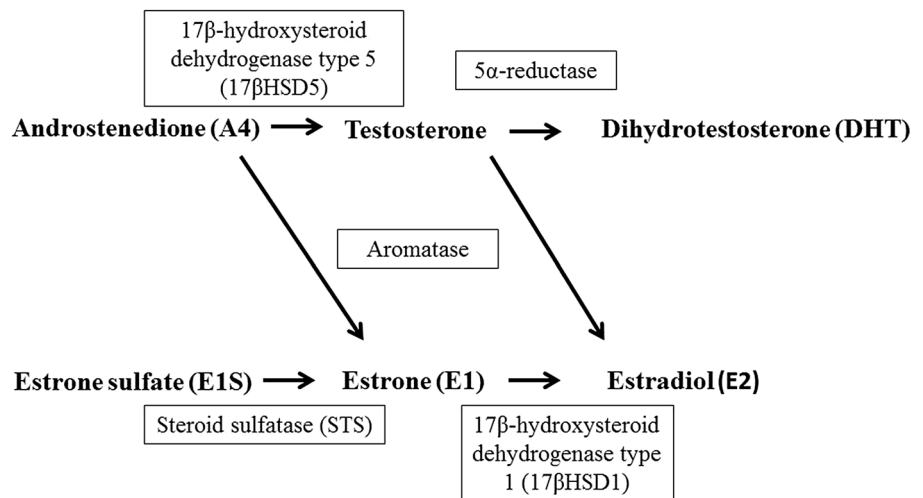 17β-hydroxysteroid
dehydrogenase type 5
(17βHSD5)
5α-reductase
Androstenedione (A4)
Testosterone
Dihydrotestosterone (DHT)
Aromatase
Estrone sulfate (E1S)
Estrone (E1)
Estradiol (E2)
Steroid sulfatase (STS)
17β-hydroxysteroid
dehydrogenase type
1 (17βHSD1)